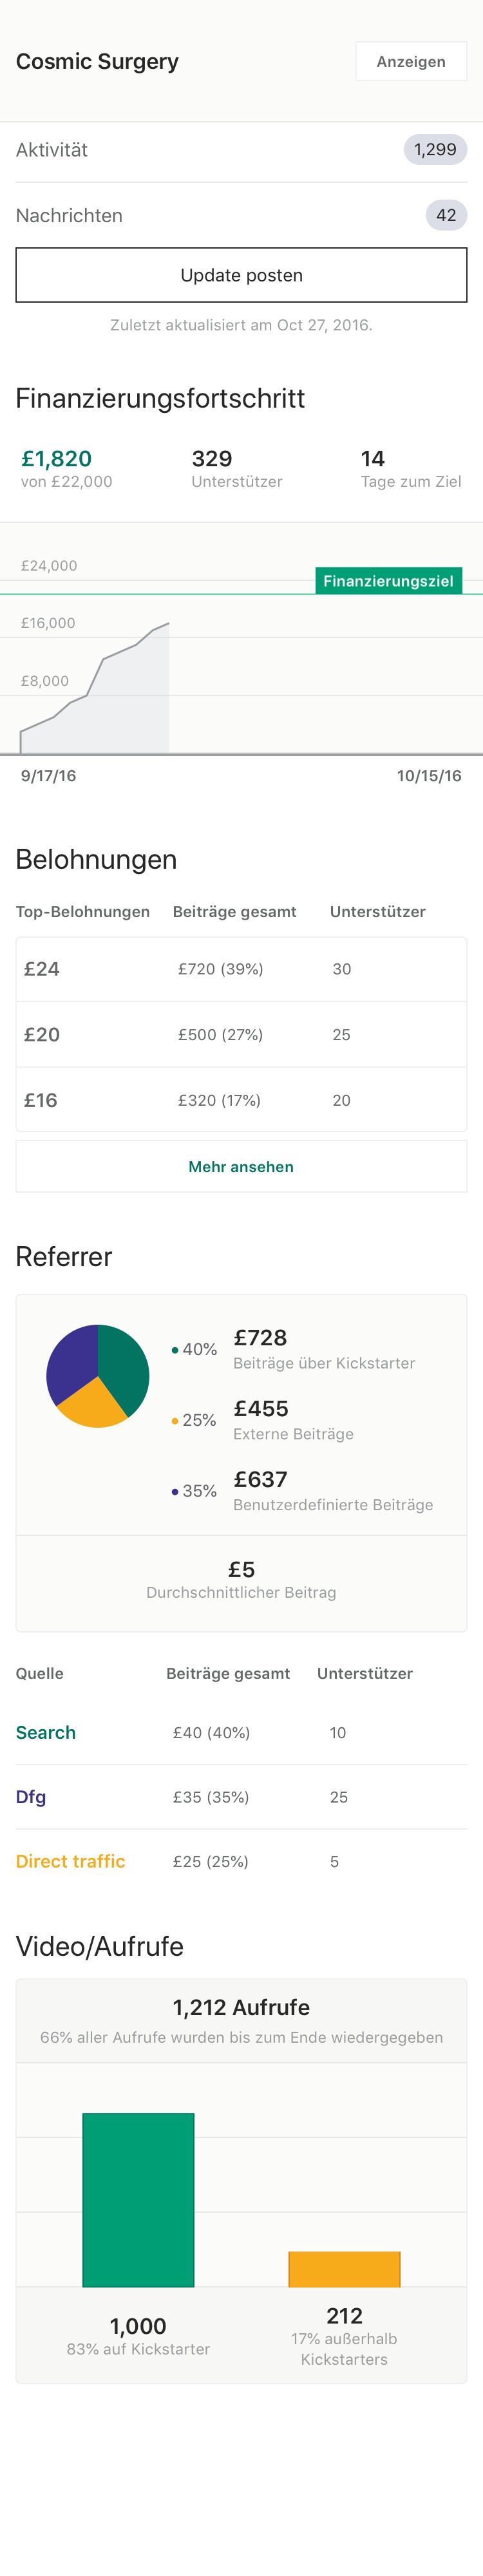 Cosmic Surgery
Anzeigen
Aktivität
1,299
Nachrichten
42
Update posten
Zuletzt aktualisiert am Oct 27, 2016.
Finanzierungsfortschritt
£1,820 329 14
von £22,000 Unterstützer Tage zum Ziel
£24,000
Finanzierungsziel
£16,000
£8,000
9/17/16 10/15/16
Belohnungen
Top-Belohnungen Beiträge gesamt Unterstützer
£24 £720 (39%) 30
£20 £500 (27%) 25
£16 £320 (17%) 20
Mehr ansehen
Referrer
40% £728
Beiträge über Kickstarter
25% £455
Externe Beiträge
35% £637
Benutzerdefinierte Beiträge
£5
Durchschnittlicher Beitrag
Quelle Beiträge gesamt Unterstützer
Search £40 (40%) 10
Dfg £35 (35%) 25
Direct traffic £25 (25%) 5
Video/Aufrufe
1,212 Aufrufe
66% aller Aufrufe wurden bis zum Ende wiedergegeben
1,000
83% auf Kickstarter
212
17% außerhalb
Kickstarters